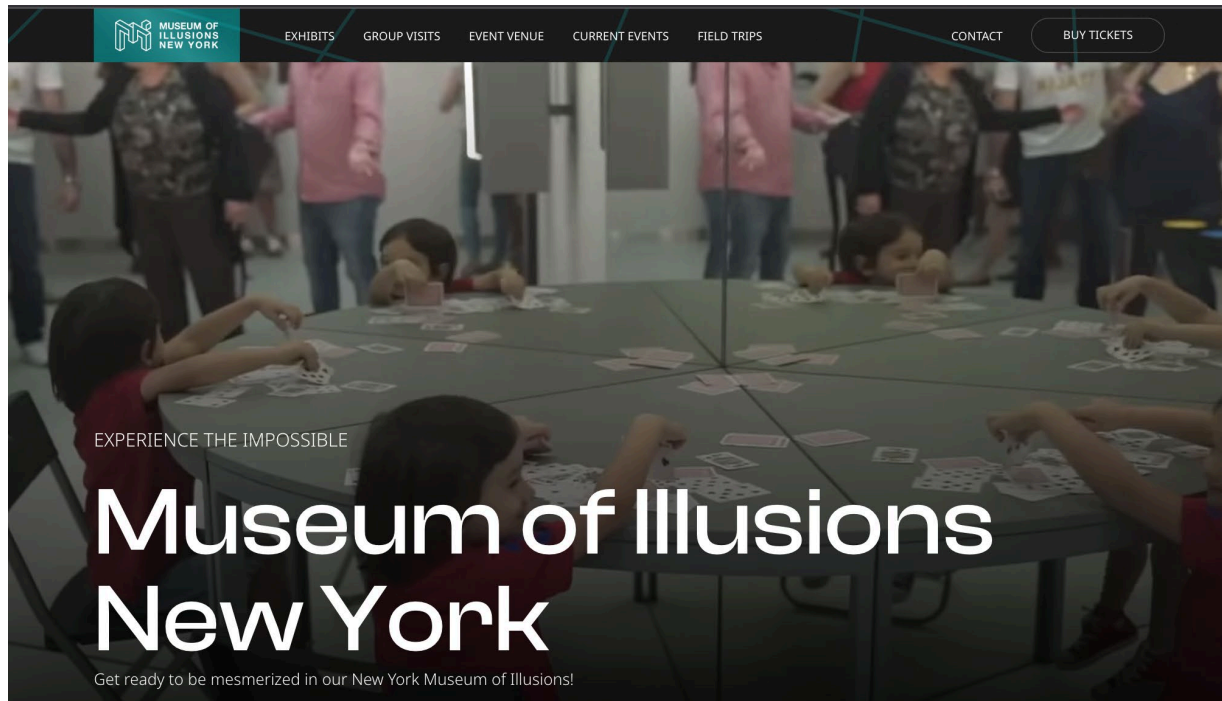 MUSEUM OF
ILLUSIONS
NEW YORK
EXHIBITS GROUP VISITS EVENT VENUE CURRENT EVENTS FIELD TRIPS CONTACT BUY TICKETS
EXPERIENCE THE IMPOSSIBLE
Museum of Illusions
New York
Get ready to be mesmerized in our New York Museum of Illusions!